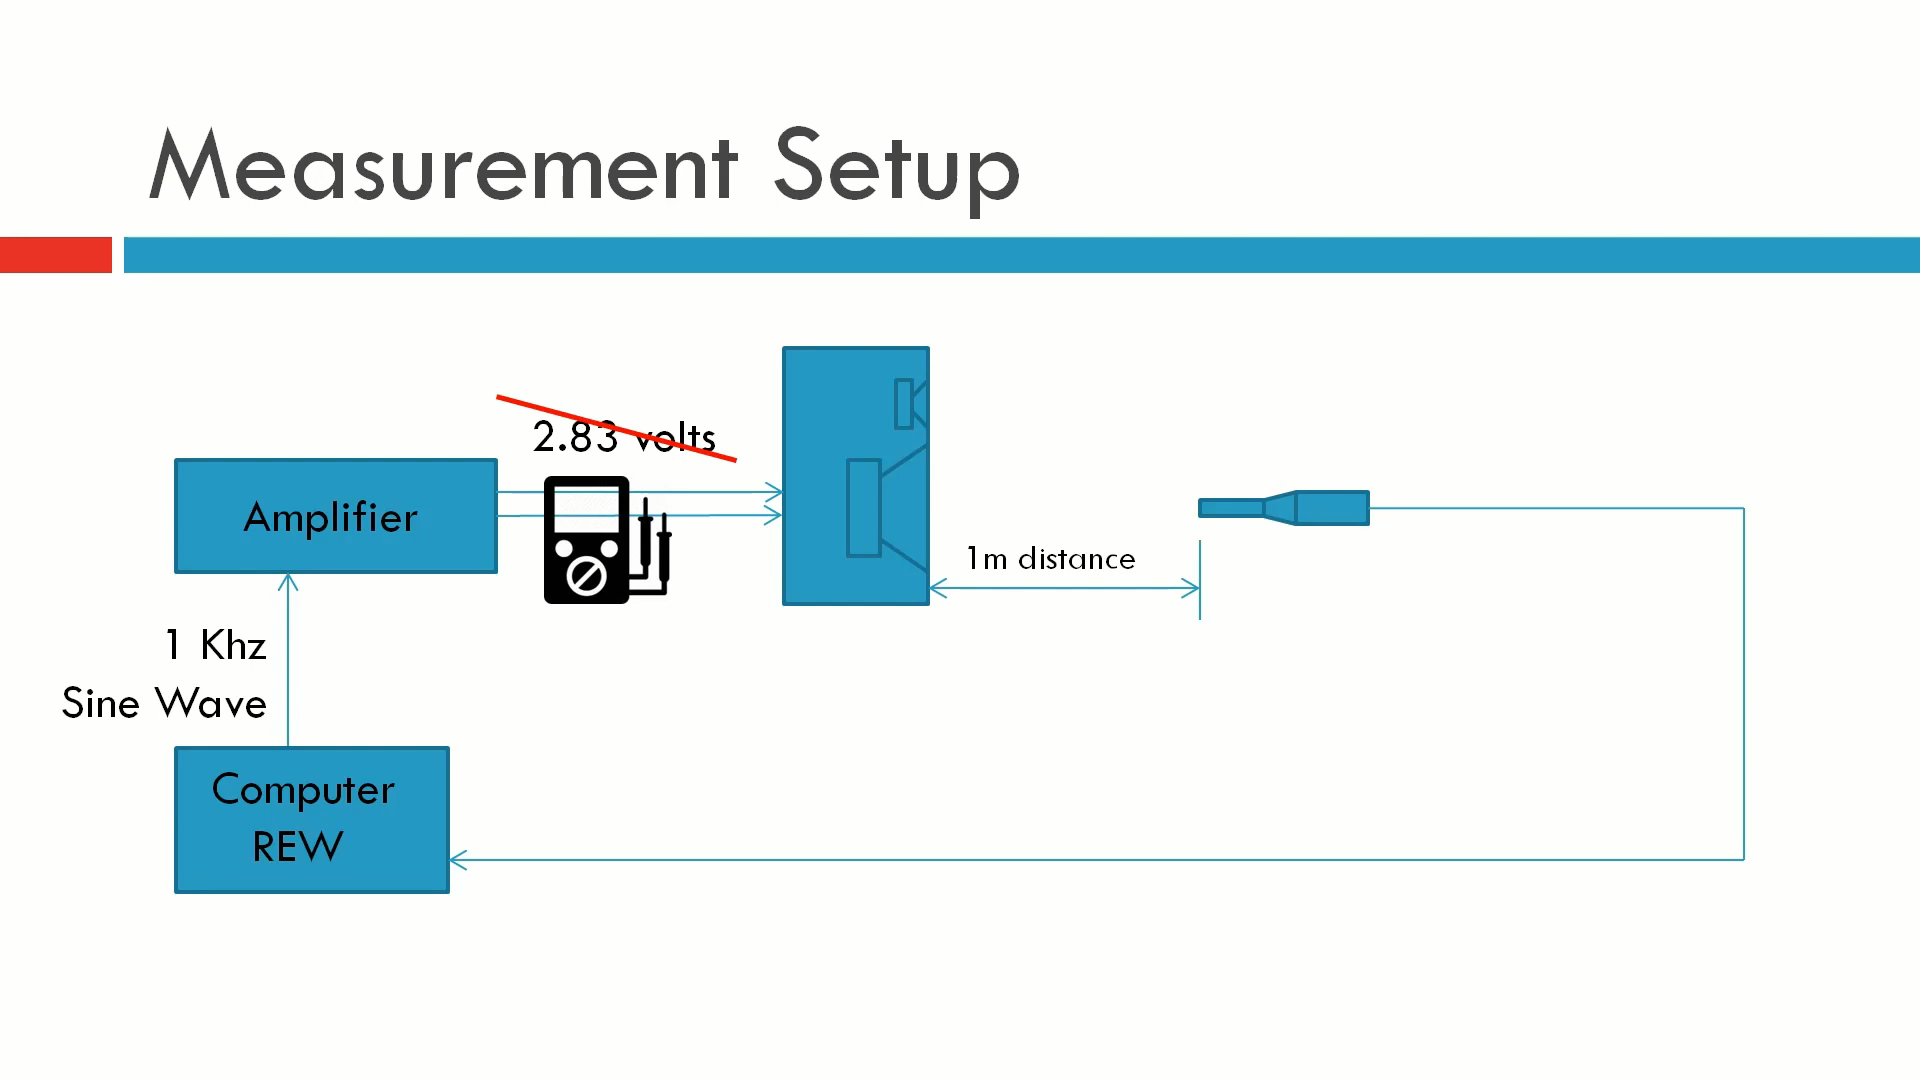 Measurement Setup
2.83 volts
Amplifier
1m distance
1 Khz
Sine Wave
Computer
REW